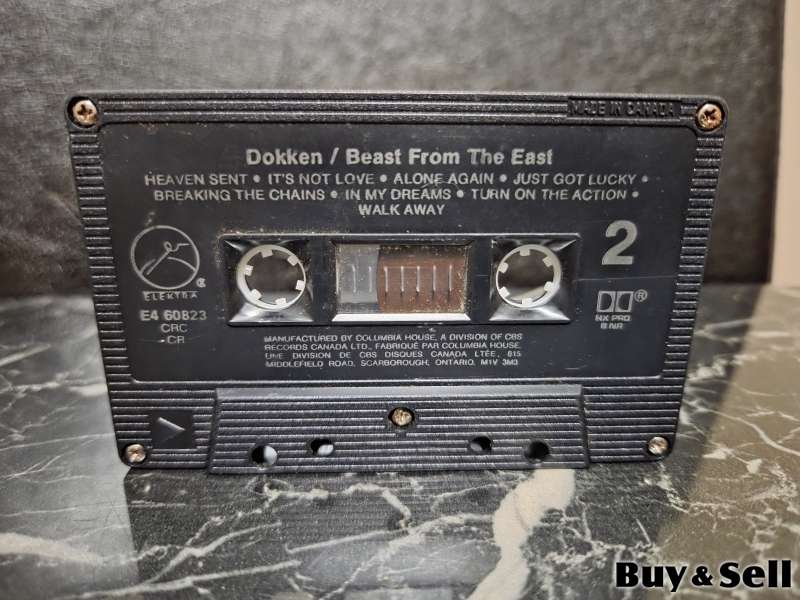 MADE IN CANADA
Dokken / Beast From The East
HEAVEN SENT • IT'S NOT LOVE • ALONE AGAIN • JUST GOT LUCKY •
BREAKING THE CHAINS • IN MY DREAMS • TURN ON THE ACTION •
WALK AWAY
2
ELEKTRA
E4 60823
CRC
CR
HX PRO
B NR
MANUFACTURED BY COLUMBIA HOUSE, A DIVISION OF CBS
RECORDS CANADA LTD., FABRIQUÉ PAR COLUMBIA HOUSE,
UNE DIVISION DE CBS DISQUES CANADA LTÉE., 815
MIDDLEFIELD ROAD, SCARBOROUGH, ONTARIO. M1V 3M3
Buy & Sell